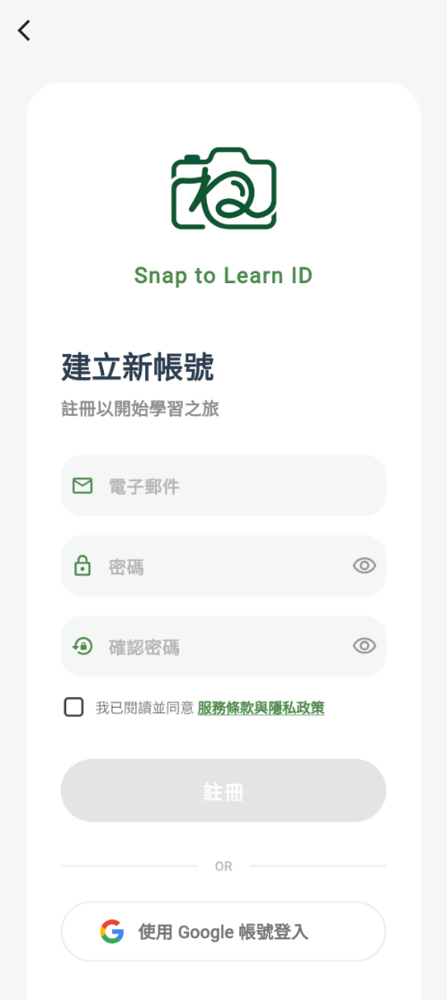 Snap to Learn ID
建立新帳號
註冊以開始學習之旅
電子郵件
密碼
確認密碼
我已閱讀並同意 服務條款與隱私政策
註冊
OR
使用 Google 帳號登入